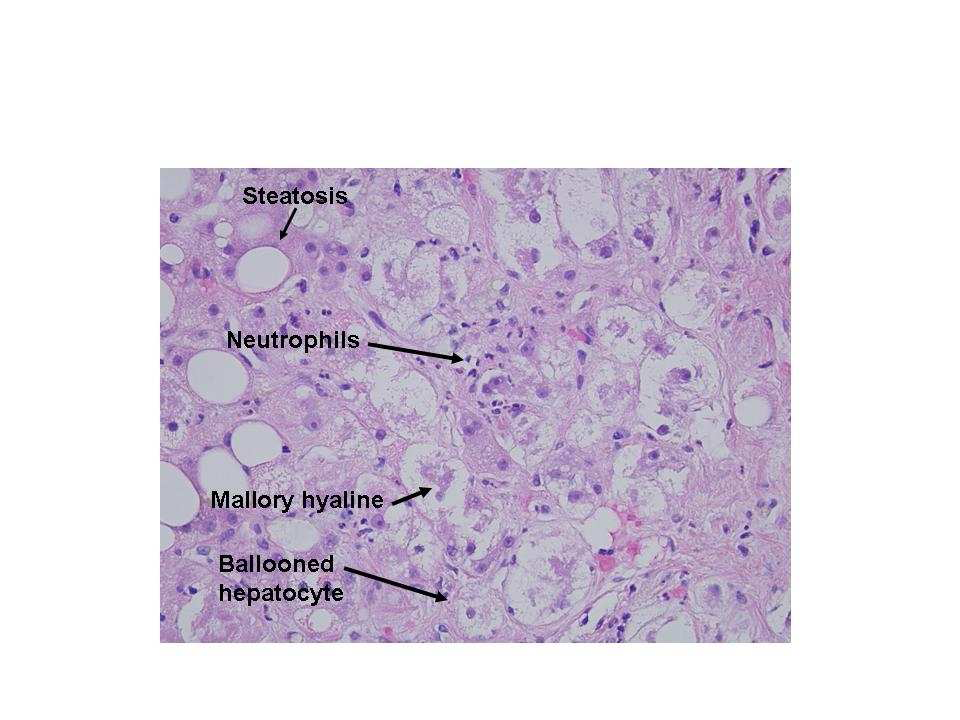 Steatosis
Neutrophils
Mallory hyaline
Ballooned
hepatocyte